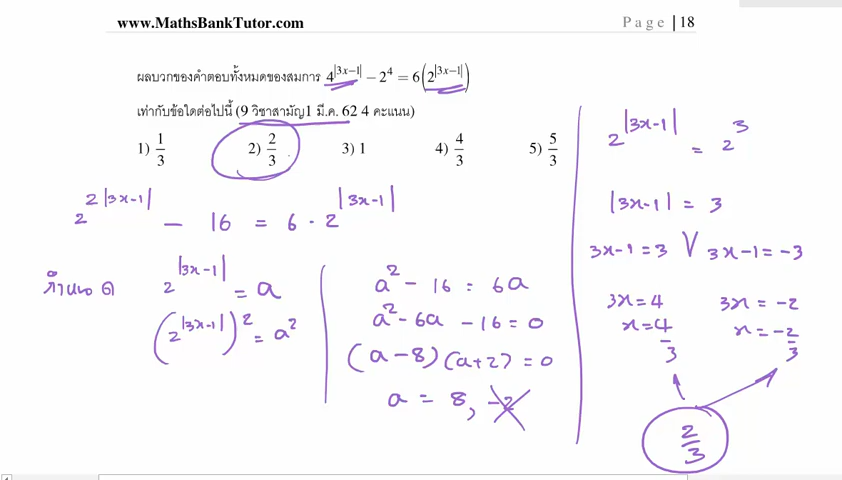 www.MathsBankTutor.com Page | 18
ผลบวกของคำตอบทั้งหมดของสมการ 4^|3x−1| − 2^4 = 6(2^|3x−1|)
เท่ากับข้อใดต่อไปนี้ (9 วิชาสามัญ1 มี.ค. 62 4 คะแนน)
1) 1/3 2) 2/3 3) 1 4) 4/3 5) 5/3
2^2|3x-1| - 16 = 6 · 2^|3x-1|
กำหนด 2^|3x-1| = a
(2^|3x-1|)^2 = a^2
a^2 - 16 = 6a
a^2 - 6a - 16 = 0
(a-8)(a+2) = 0
a = 8, -2
2^|3x-1| = 2^3
|3x-1| = 3
3x-1 = 3 ∨ 3x-1 = -3
3x = 4 3x = -2
x = 4/3 x = -2/3
2/3